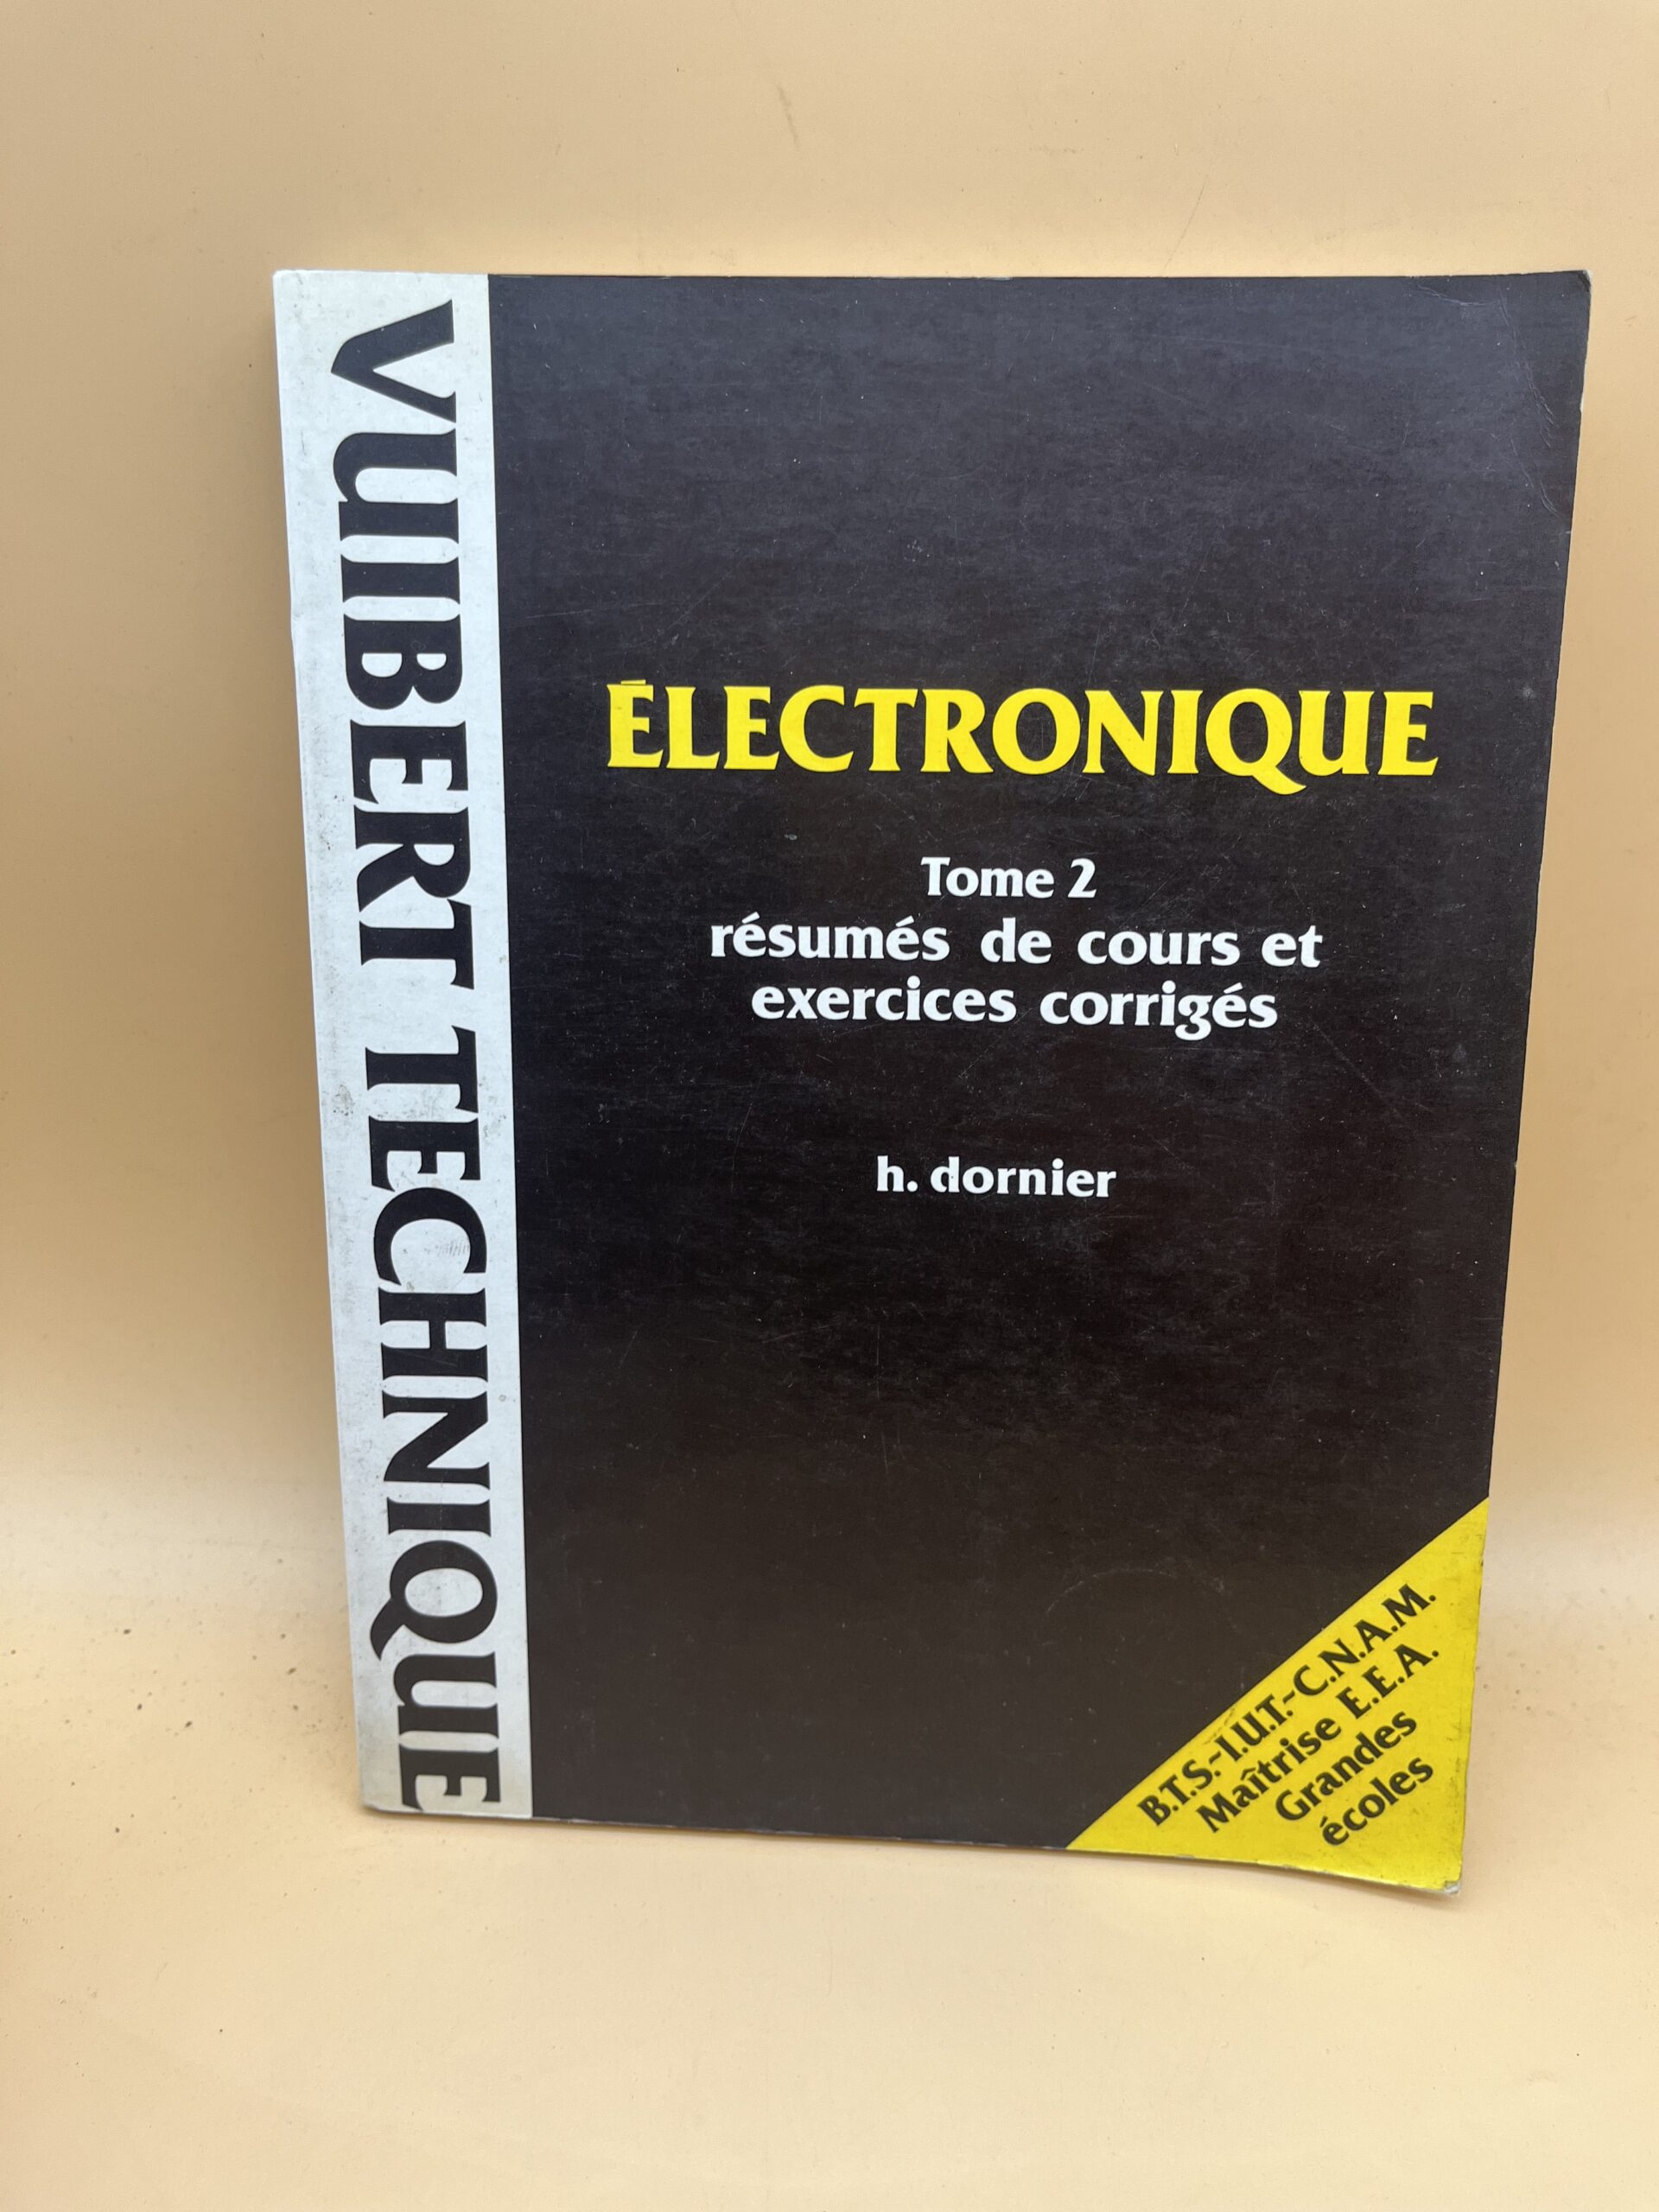 VUIBERT TECHNIQUE
ÉLECTRONIQUE
Tome 2
résumés de cours et
exercices corrigés
h. dornier
B.T.S.~I.U.T.~C.N.A.M.
Maîtrise E.E.A.
Grandes
écoles